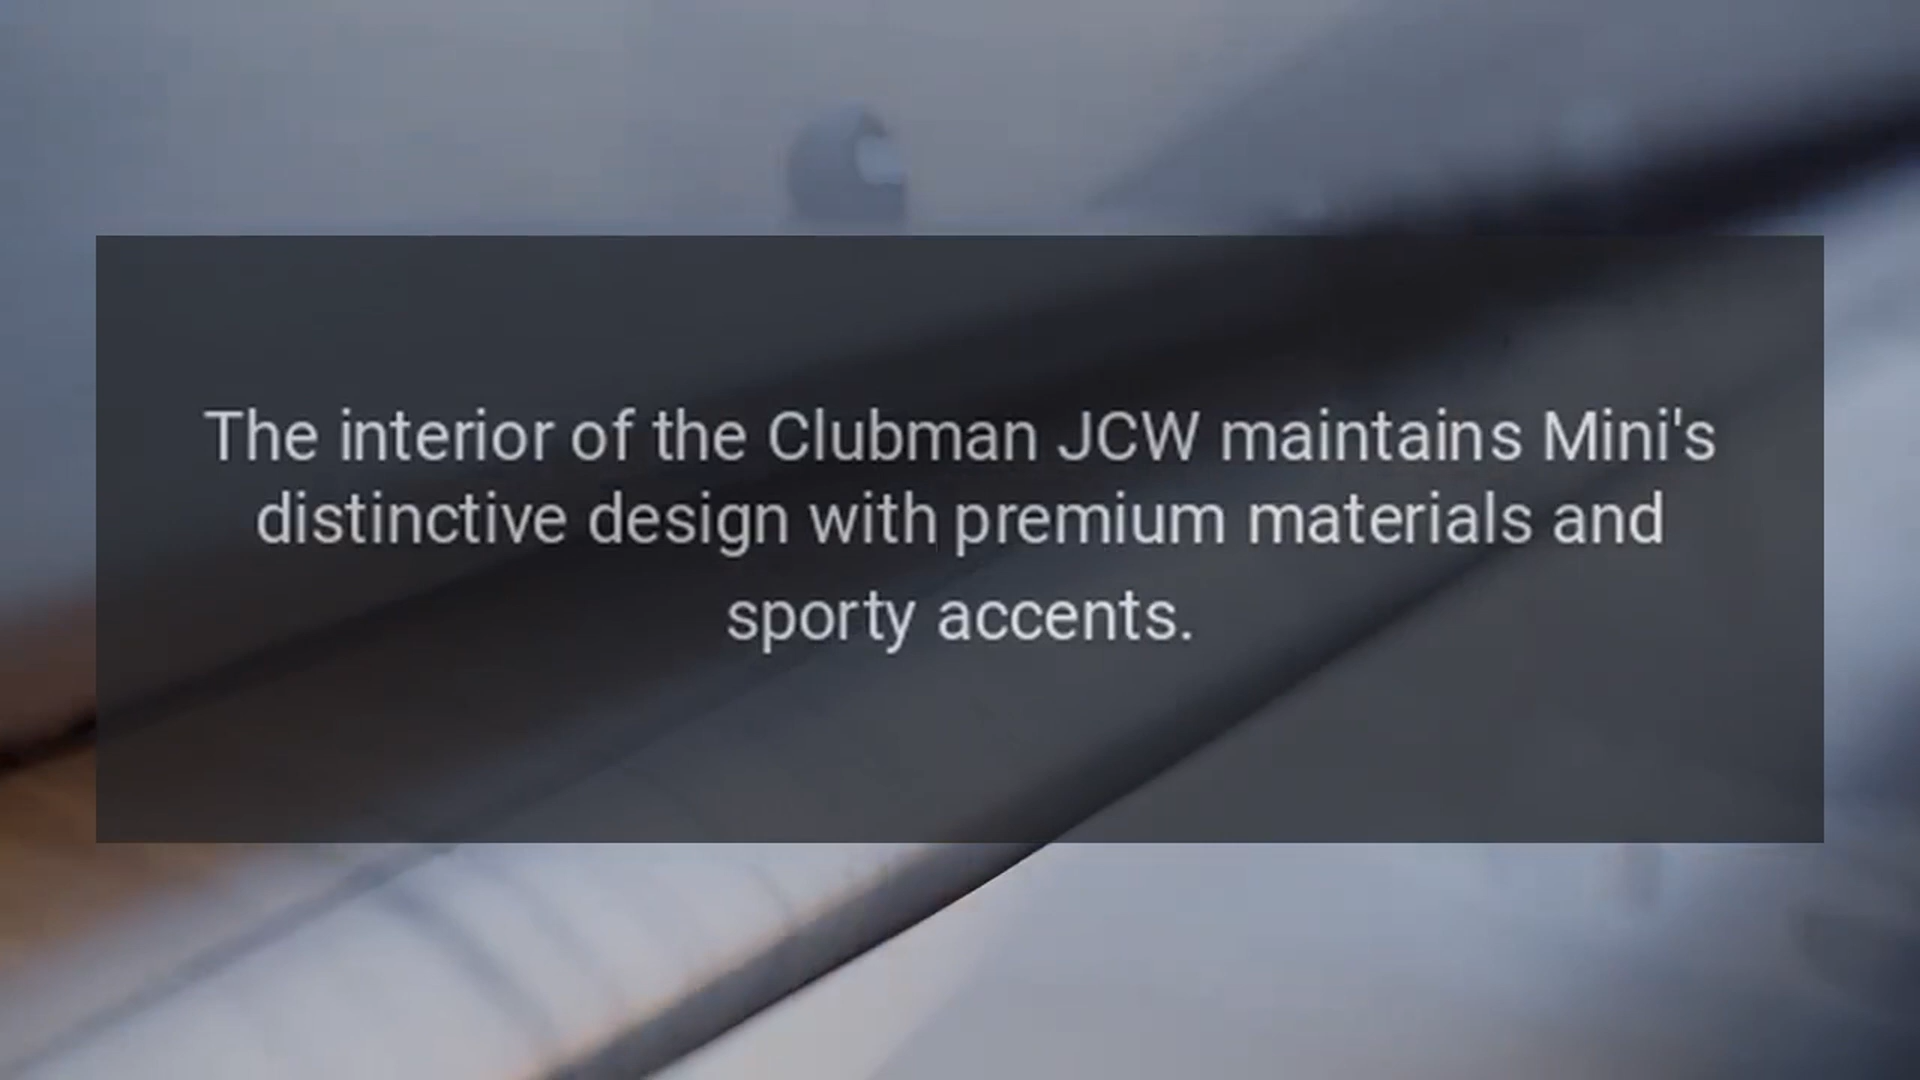 The interior of the Clubman JCW maintains Mini's
distinctive design with premium materials and
sporty accents.